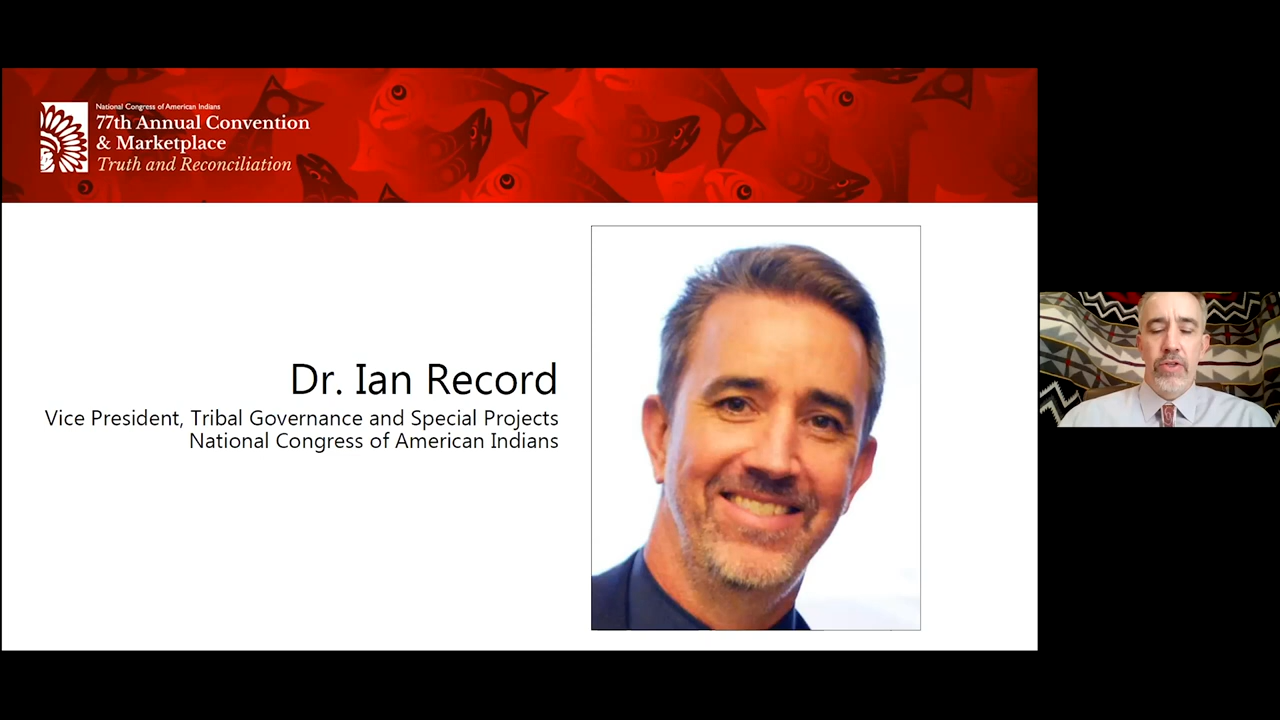 National Congress of American Indians
77th Annual Convention
& Marketplace
Truth and Reconciliation
Dr. Ian Record
Vice President, Tribal Governance and Special Projects
National Congress of American Indians